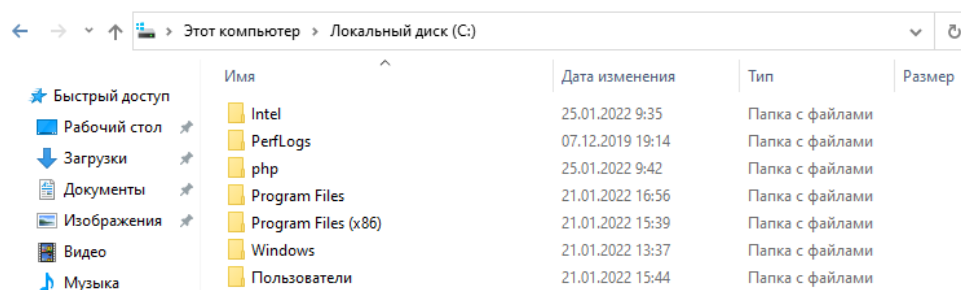 Этот компьютер > Локальный диск (C:)
Имя Дата изменения Тип Размер
Быстрый доступ
Рабочий стол
Загрузки
Документы
Изображения
Видео
Музыка
Intel 25.01.2022 9:35 Папка с файлами
PerfLogs 07.12.2019 19:14 Папка с файлами
php 25.01.2022 9:42 Папка с файлами
Program Files 21.01.2022 16:56 Папка с файлами
Program Files (x86) 21.01.2022 15:39 Папка с файлами
Windows 21.01.2022 13:37 Папка с файлами
Пользователи 21.01.2022 15:44 Папка с файлами